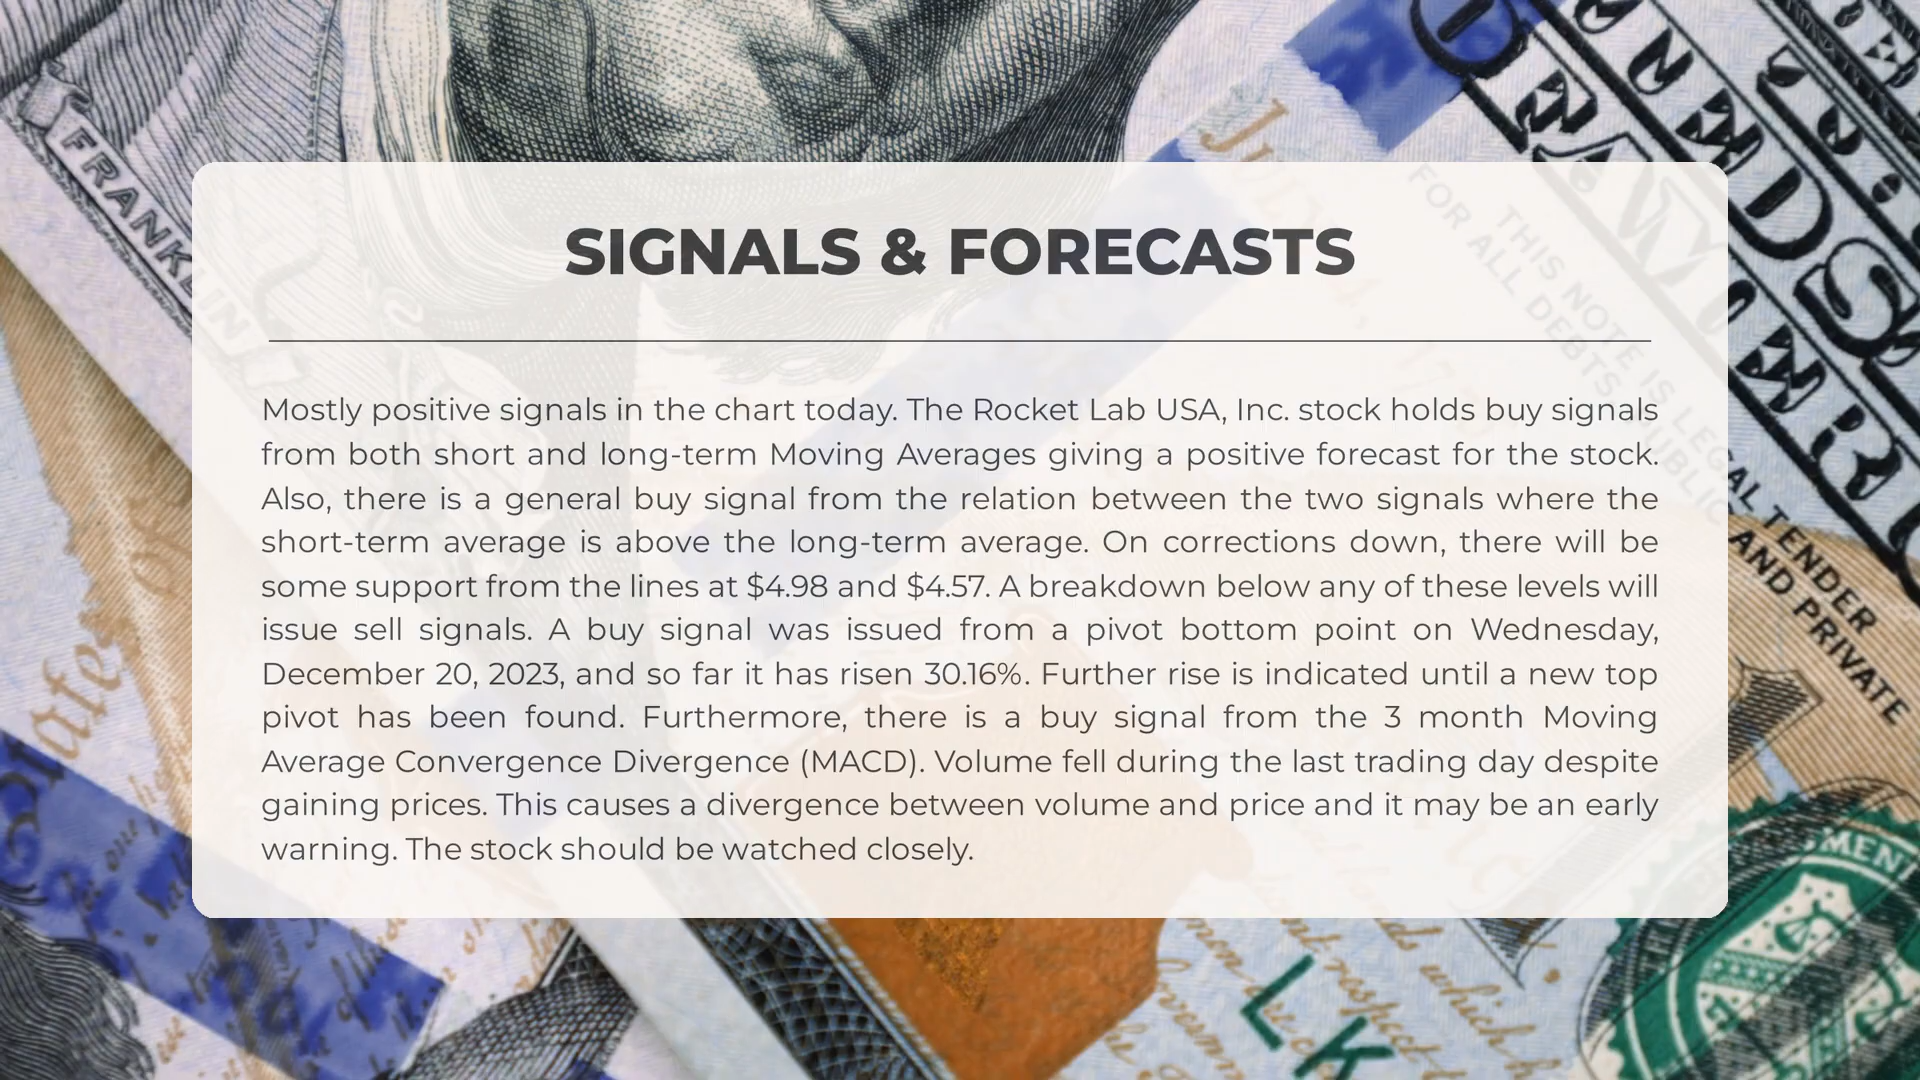 FRANKLIN
SIGNALS & FORECASTS
Mostly positive signals in the chart today. The Rocket Lab USA, Inc. stock holds buy signals
from both short and long-term Moving Averages giving a positive forecast for the stock.
Also, there is a general buy signal from the relation between the two signals where the
short-term average is above the long-term average. On corrections down, there will be
some support from the lines at $4.98 and $4.57. A breakdown below any of these levels will
issue sell signals. A buy signal was issued from a pivot bottom point on Wednesday,
December 20, 2023, and so far it has risen 30.16%. Further rise is indicated until a new top
pivot has been found. Furthermore, there is a buy signal from the 3 month Moving
Average Convergence Divergence (MACD). Volume fell during the last trading day despite
gaining prices. This causes a divergence between volume and price and it may be an early
warning. The stock should be watched closely.
THIS NOTE IS LEGAL TENDER
FOR ALL DEBTS, PUBLIC AND PRIVATE
LK